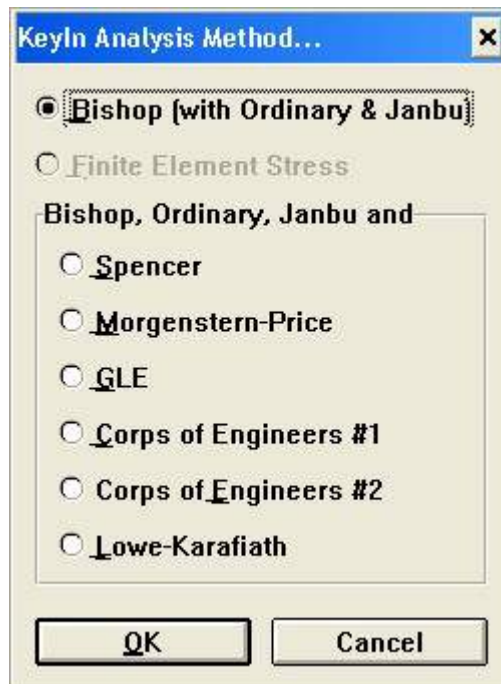 KeyIn Analysis Method...
Bishop (with Ordinary & Janbu)
Finite Element Stress
Bishop, Ordinary, Janbu and
Spencer
Morgenstern-Price
GLE
Corps of Engineers #1
Corps of Engineers #2
Lowe-Karafiath
OK
Cancel